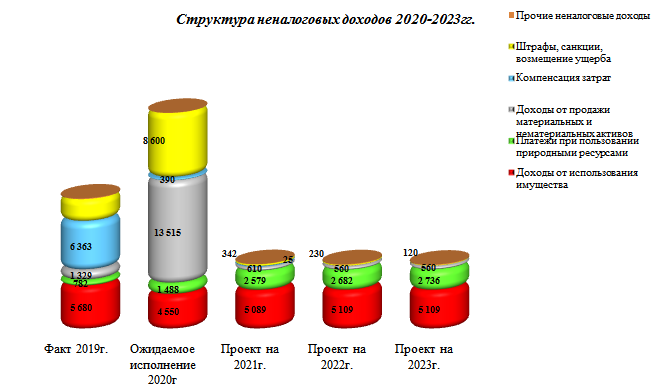 Структура неналоговых доходов 2020-2023гг.
Прочие неналоговые доходы
Штрафы, санкции,
возмещение ущерба
Компенсация затрат
Доходы от продажи
материальных и
нематериальных активов
Платежи при пользовании
природными ресурсами
Доходы от использования
имущества
8 600
390
13 515
1 488
4 550
6 363
1 329
782
5 680
342
25
610
2 579
5 089
230
560
2 682
5 109
120
560
2 736
5 109
Факт 2019г.
Ожидаемое
исполнение
2020г
Проект на
2021г.
Проект на
2022г.
Проект на
2023г.